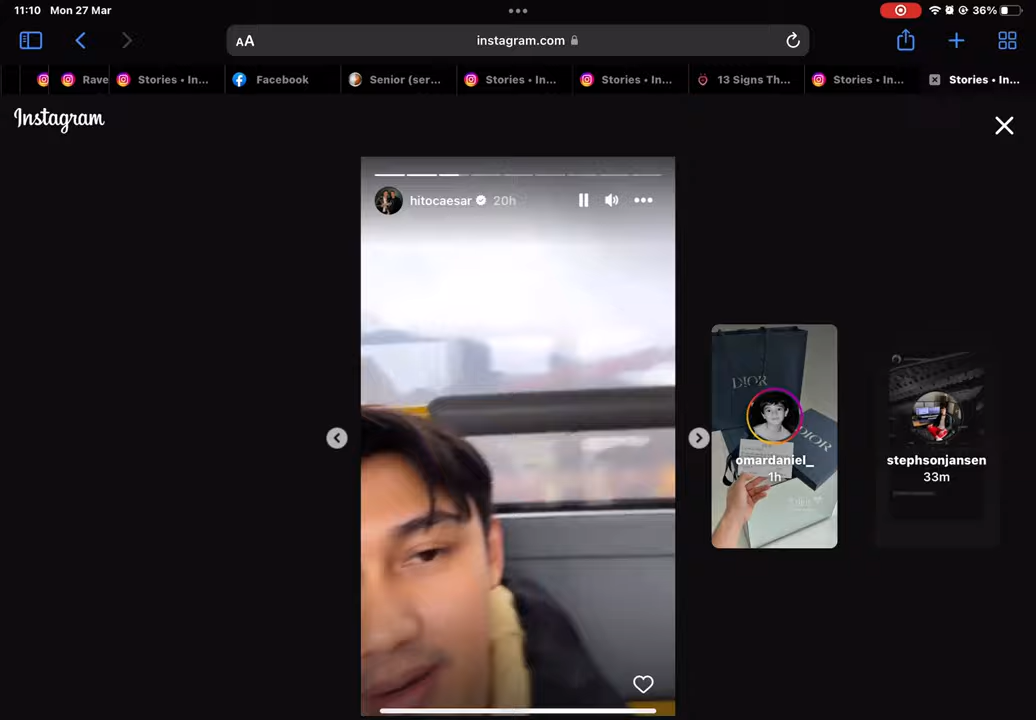 11:10 Mon 27 Mar
36%
AA
instagram.com
Rave
Stories • In...
Facebook
Senior (ser...
Stories • In...
Stories • In...
13 Signs Th...
Stories • In...
Stories • In...
Instagram
hitocaesar 20h
DIOR
DIOR
omardaniel_
1h
stephsonjansen
33m